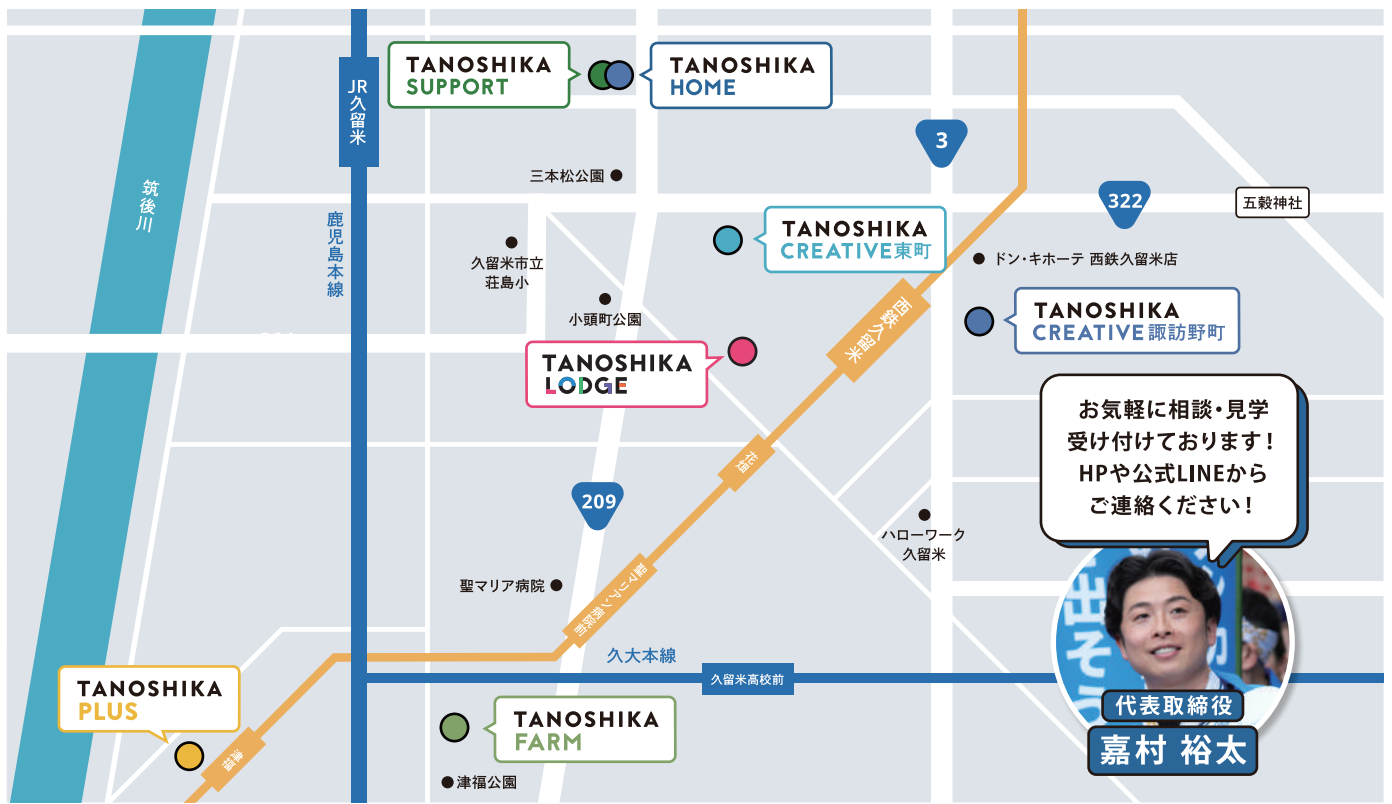 TANOSHIKA
SUPPORT
TANOSHIKA
HOME
JR久留米
3
三本松公園
筑後川
322
五穀神社
鹿児島本線
TANOSHIKA
CREATIVE東町
久留米市立
荘島小
ドン・キホーテ 西鉄久留米店
小頭町公園
西鉄久留米
TANOSHIKA
CREATIVE諏訪野町
TANOSHIKA
LODGE
お気軽に相談・見学
受け付けております!
HPや公式LINEから
ご連絡ください!
花畑
209
ハローワーク
久留米
聖マリア病院
聖マリアン病院前
久大本線
久留米高校前
TANOSHIKA
PLUS
TANOSHIKA
FARM
津福
津福公園
出そ
代表取締役
嘉村 裕太